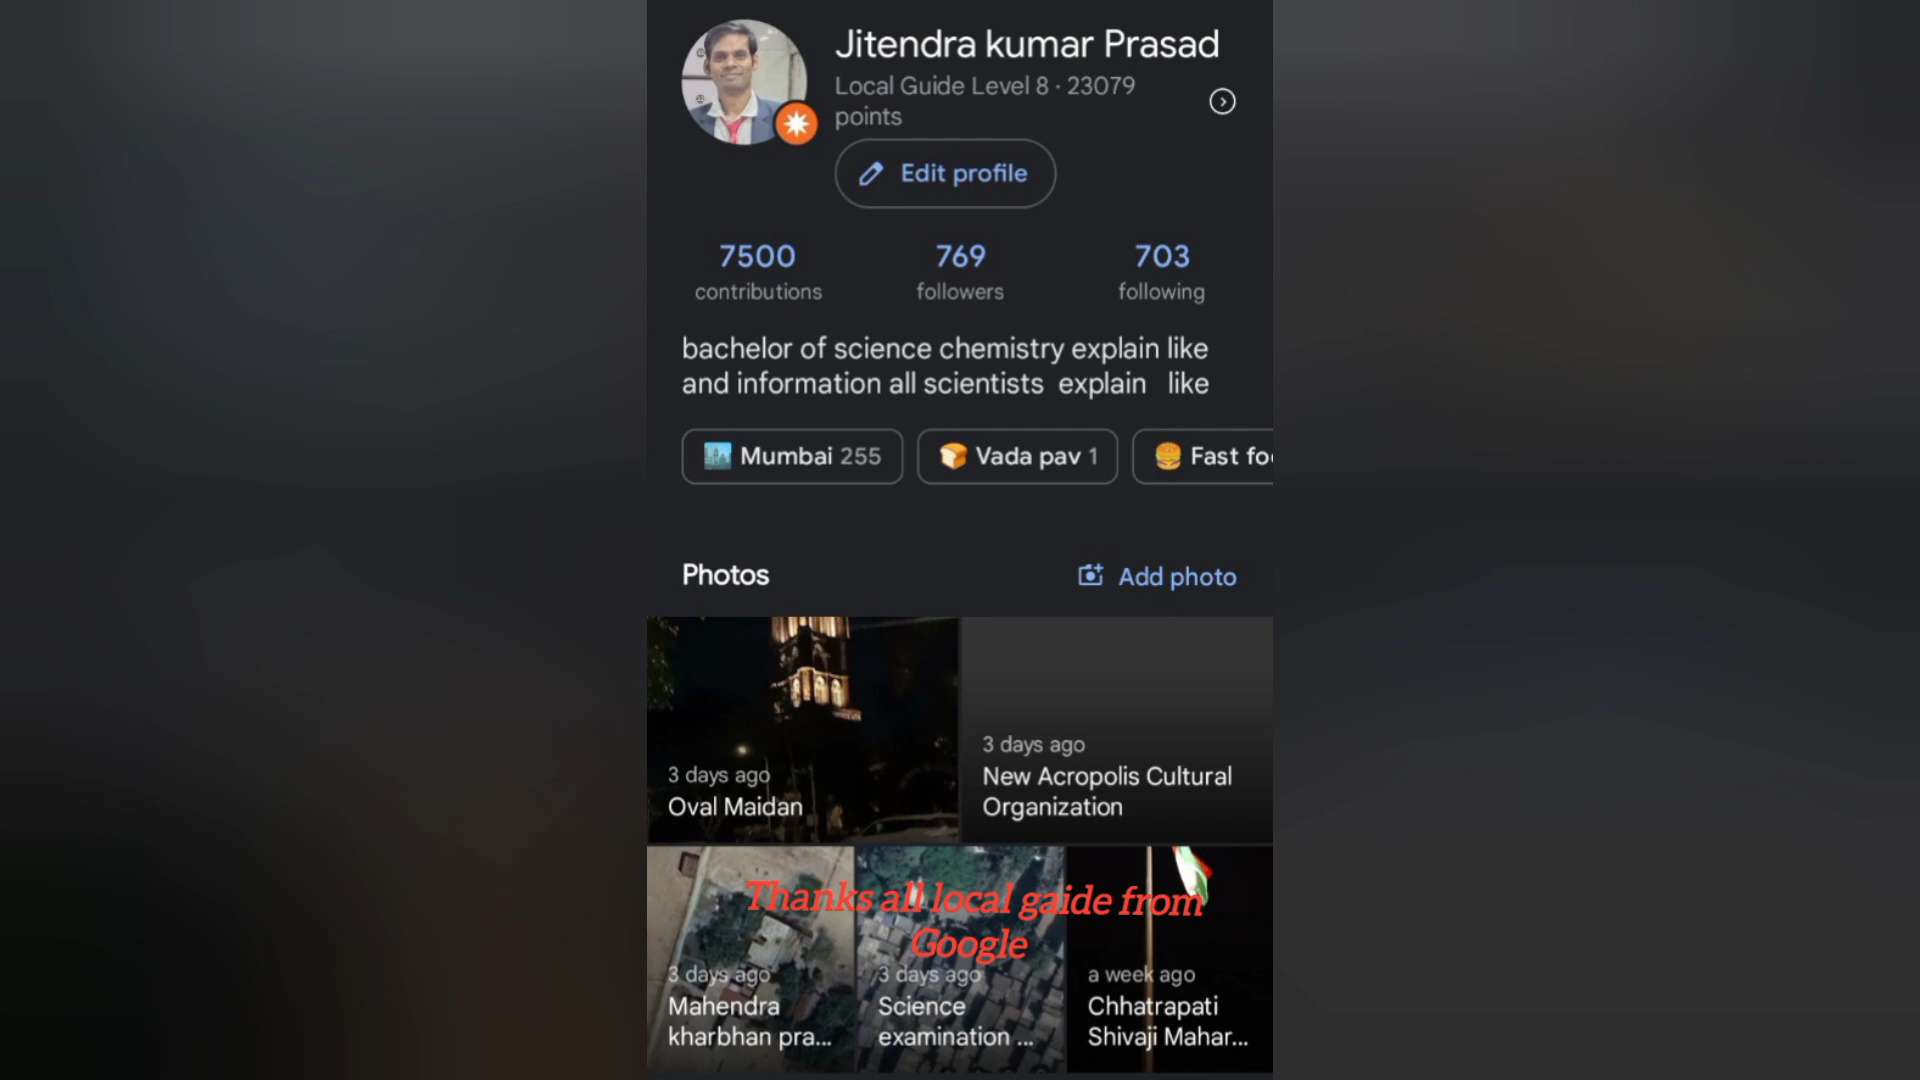 Jitendra kumar Prasad
Local Guide Level 8 · 23079
points
Edit profile
7500
contributions
769
followers
703
following
bachelor of science chemistry explain like
and information all scientists explain like
Mumbai 255
Vada pav 1
Fast fo
Photos
Add photo
3 days ago
Oval Maidan
3 days ago
New Acropolis Cultural
Organization
Thanks all local gaide from
Google
3 days ago
Mahendra
kharbhan pra...
3 days ago
Science
examination ...
a week ago
Chhatrapati
Shivaji Mahar...